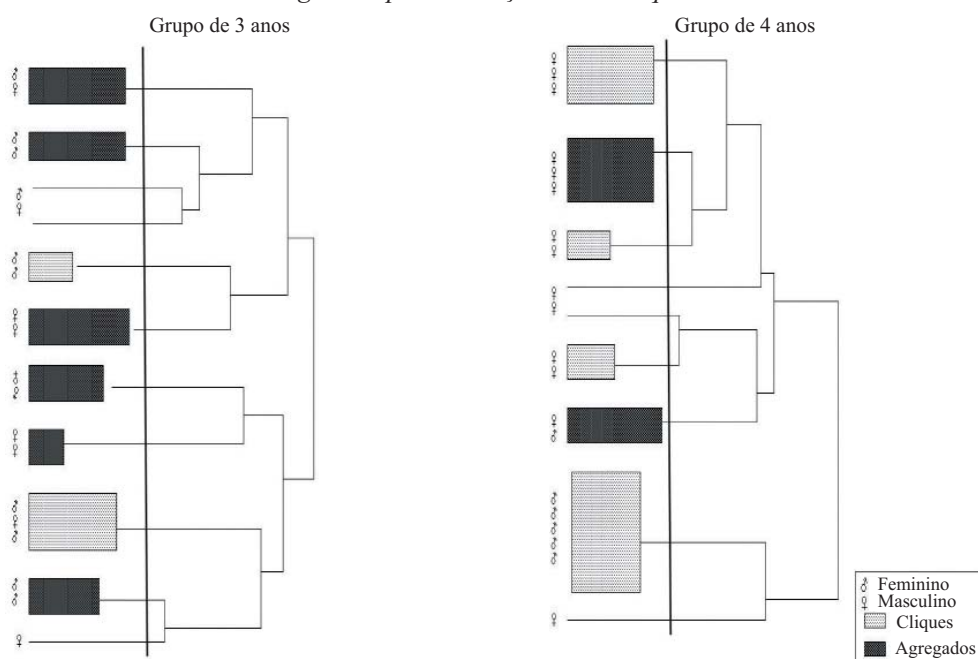 Grupo de 3 anos
Grupo de 4 anos
Feminino
Masculino
Cliques
Agregados